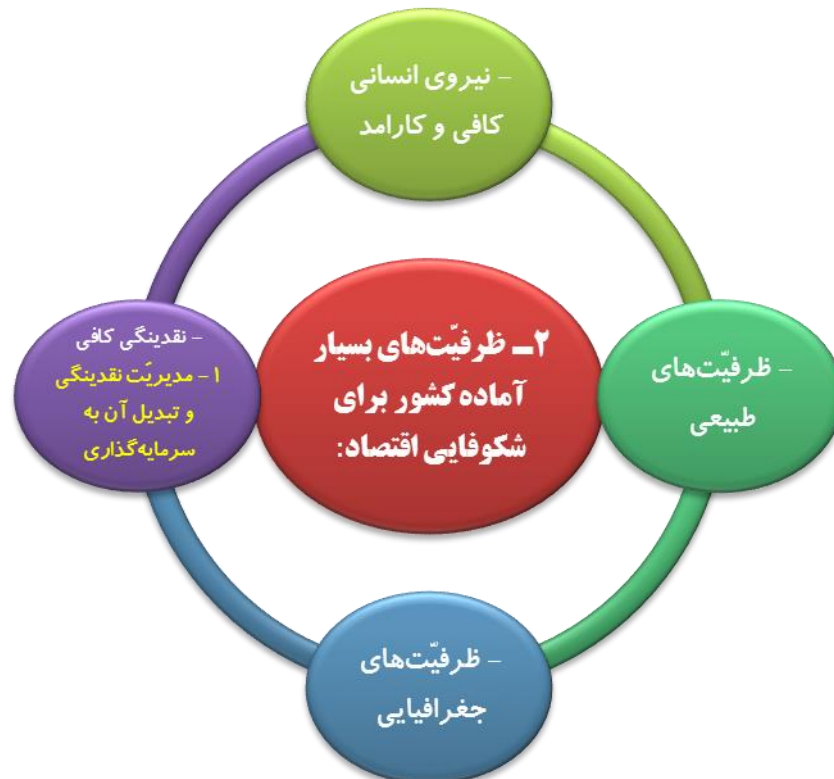 – نیروی انسانی
کافی و کارامد
۲ــ ظرفیّت‌های بسیار
آماده کشور برای
شکوفایی اقتصاد:
– ظرفیّت‌های
طبیعی
– ظرفیّت‌های
جغرافیایی
– نقدینگی کافی
۱– مدیریّت نقدینگی
و تبدیل آن به
سرمایه‌گذاری